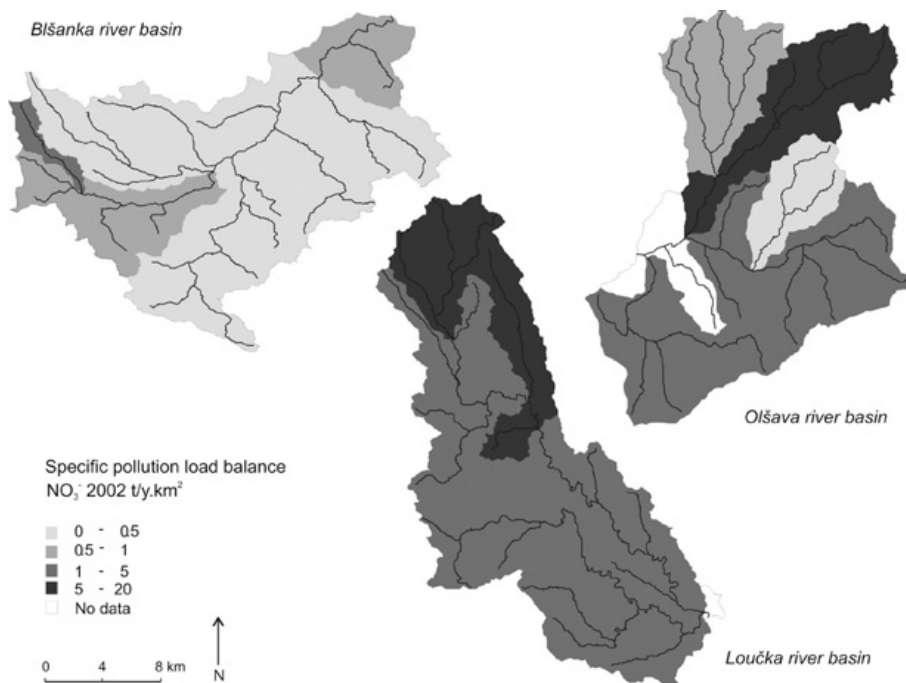 Blšanka river basin
Olšava river basin
Specific pollution load balance
NO₃⁻ 2002 t/y.km²
0 - 0.5
0.5 - 1
1 - 5
5 - 20
No data
0 4 8 km
N
Loučka river basin